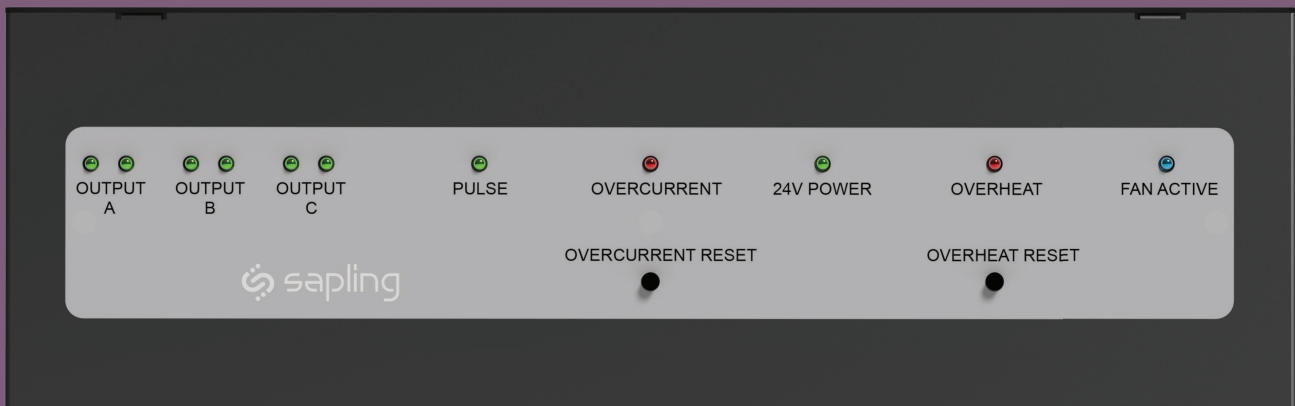 OUTPUT A
OUTPUT B
OUTPUT C
PULSE
OVERCURRENT
24V POWER
OVERHEAT
FAN ACTIVE
OVERCURRENT RESET
OVERHEAT RESET
sapling